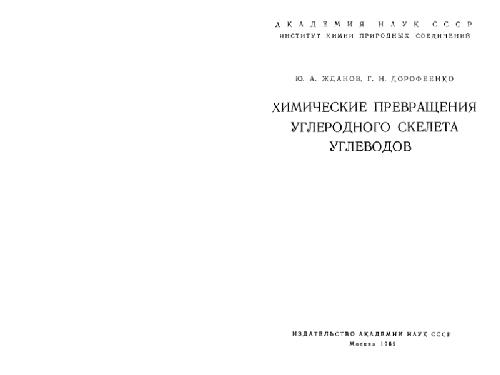 АКАДЕМИЯ НАУК СССР
ИНСТИТУТ ХИМИИ ПРИРОДНЫХ СОЕДИНЕНИЙ
Ю. А. ЖДАНОВ, Г. Н. ДОРОФЕЕНКО
ХИМИЧЕСКИЕ ПРЕВРАЩЕНИЯ
УГЛЕРОДНОГО СКЕЛЕТА
УГЛЕВОДОВ
ИЗДАТЕЛЬСТВО АКАДЕМИИ НАУК СССР
Москва